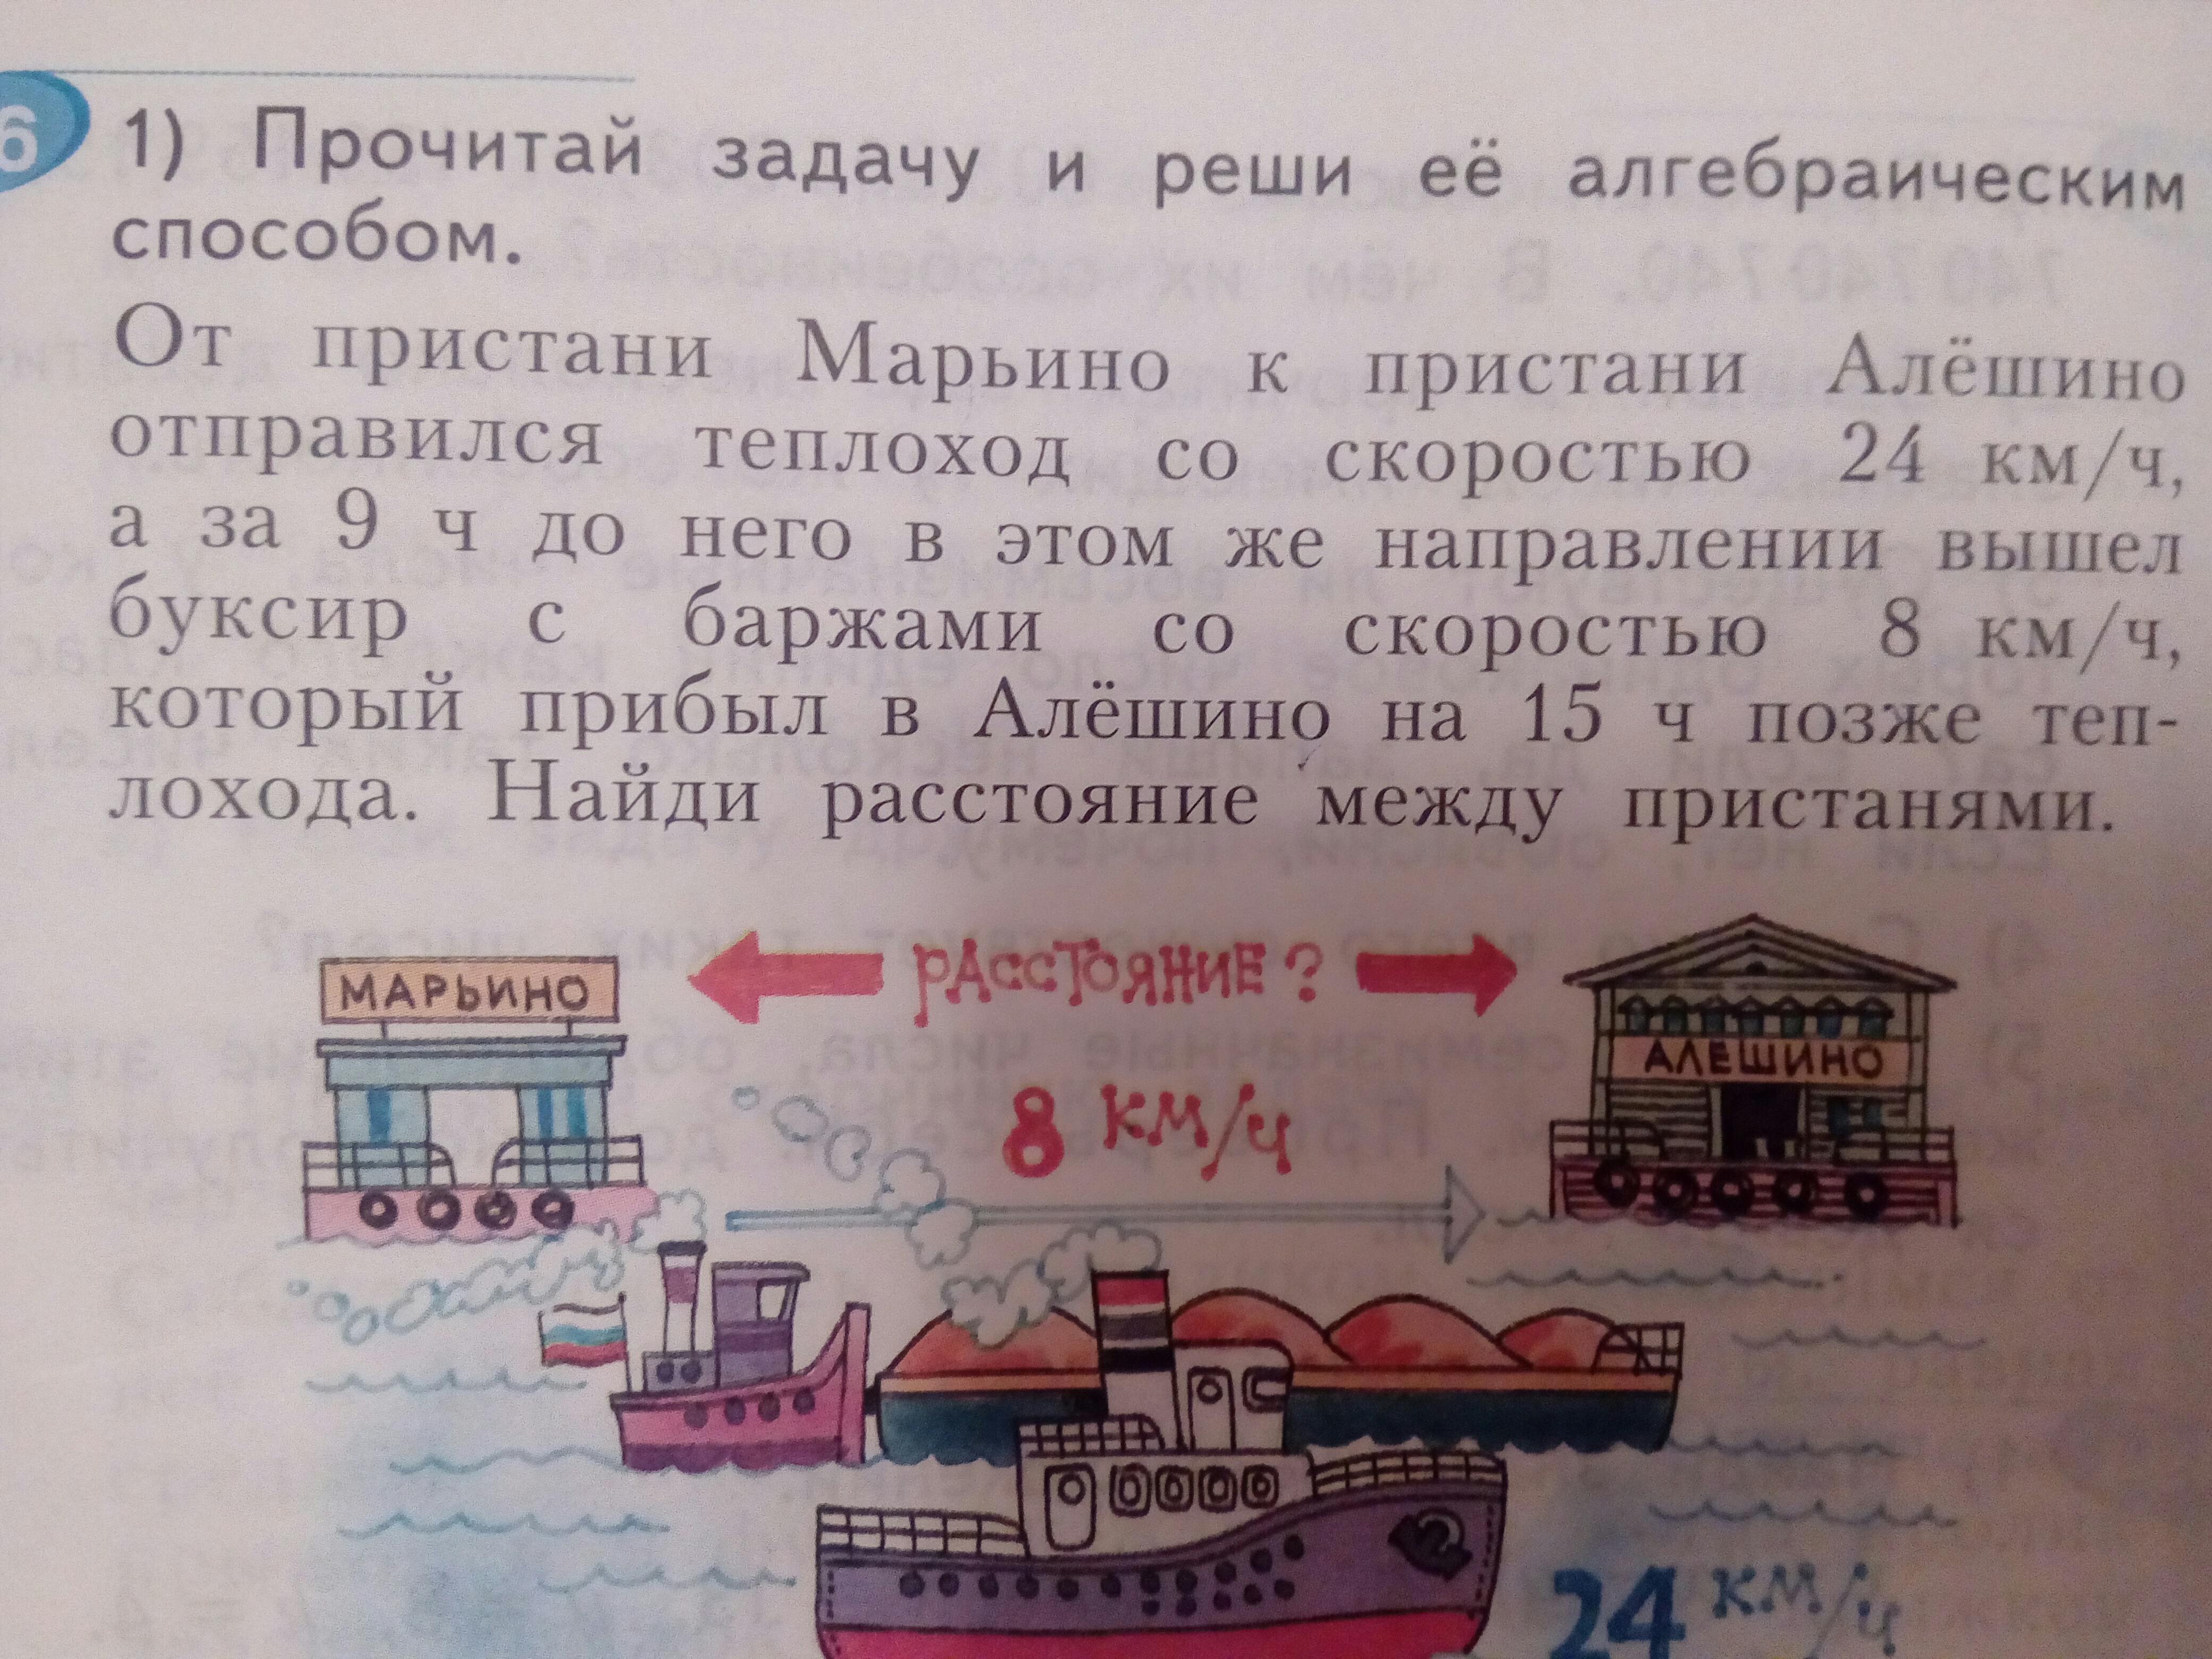 6 1) Прочитай задачу и реши её алгебраическим
способом.
От пристани Марьино к пристани Алёшино
отправился теплоход со скоростью 24 км/ч,
а за 9 ч до него в этом же направлении вышел
буксир с баржами со скоростью 8 км/ч,
который прибыл в Алёшино на 15 ч позже теп-
лохода. Найди расстояние между пристанями.
РАССТОЯНИЕ?
МАРЬИНО
АЛЕШИНО
8 КМ/Ч
24 КМ/Ч